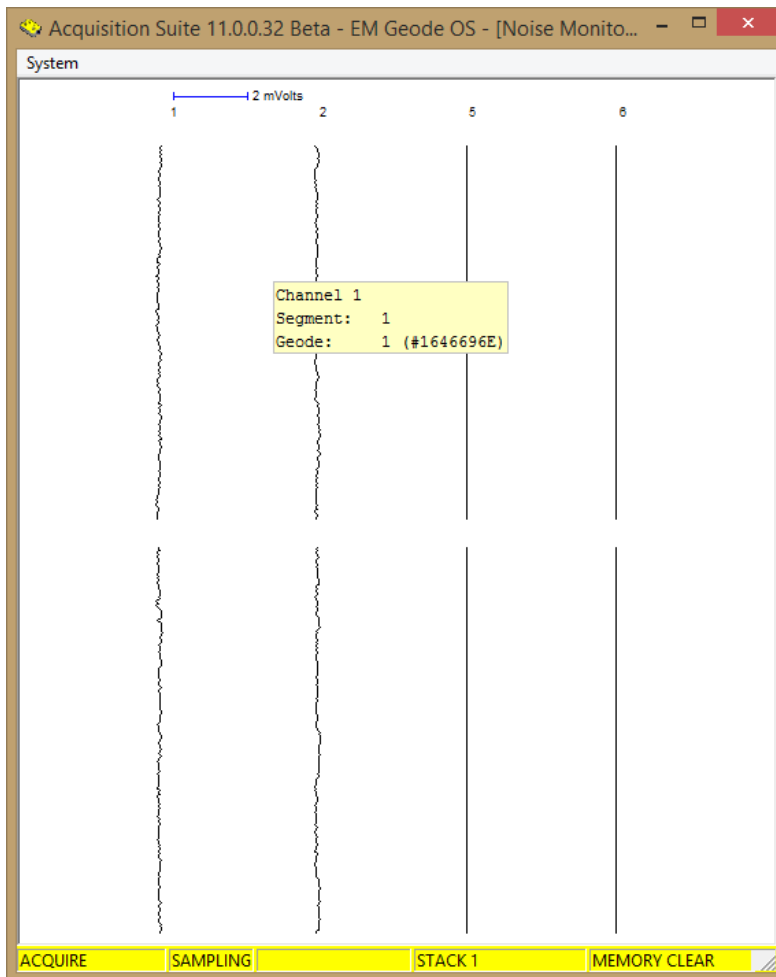 Acquisition Suite 11.0.0.32 Beta - EM Geode OS - [Noise Monito...
System
2 mVolts
1 2 5 6
Channel 1
Segment: 1
Geode: 1 (#1646696E)
ACQUIRE SAMPLING STACK 1 MEMORY CLEAR